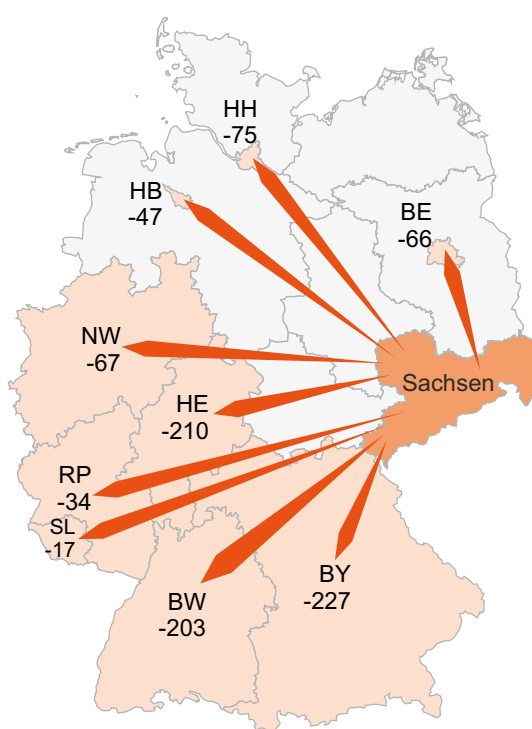 HH
-75
HB
-47
BE
-66
NW
-67
Sachsen
HE
-210
RP
-34
SL
-17
BY
-227
BW
-203